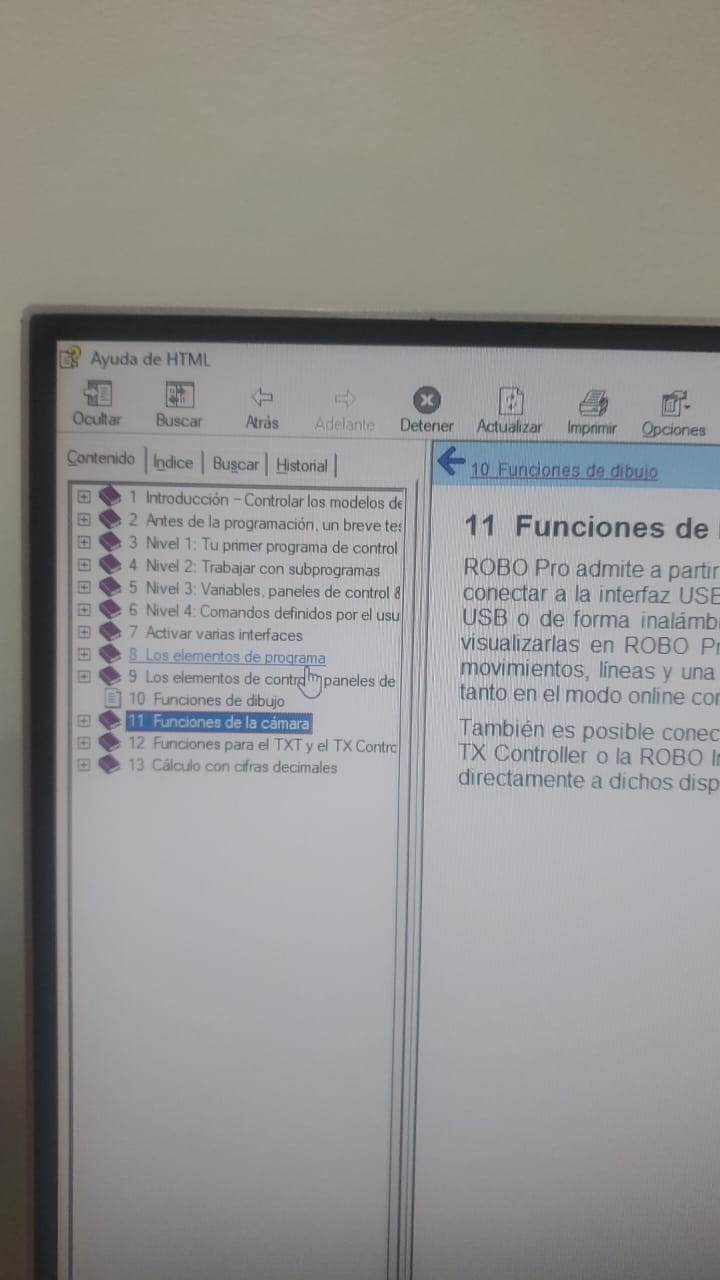 Ayuda de HTML
Ocultar Buscar Atrás Adelante Detener Actualizar Imprimir Opciones
Contenido Índice Buscar Historial
1 Introducción – Controlar los modelos de
2 Antes de la programación, un breve tes
3 Nivel 1: Tu primer programa de control
4 Nivel 2: Trabajar con subprogramas
5 Nivel 3: Variables, paneles de control &
6 Nivel 4: Comandos definidos por el usu
7 Activar varias interfaces
8 Los elementos de programa
9 Los elementos de contr paneles de
10 Funciones de dibujo
11 Funciones de la cámara
12 Funciones para el TXT y el TX Contro
13 Cálculo con cifras decimales
10 Funciones de dibujo
11 Funciones de
ROBO Pro admite a partir
conectar a la interfaz USB
USB o de forma inalámb
visualizarlas en ROBO Pr
movimientos, líneas y una
tanto en el modo online cor
También es posible conec
TX Controller o la ROBO In
directamente a dichos disp